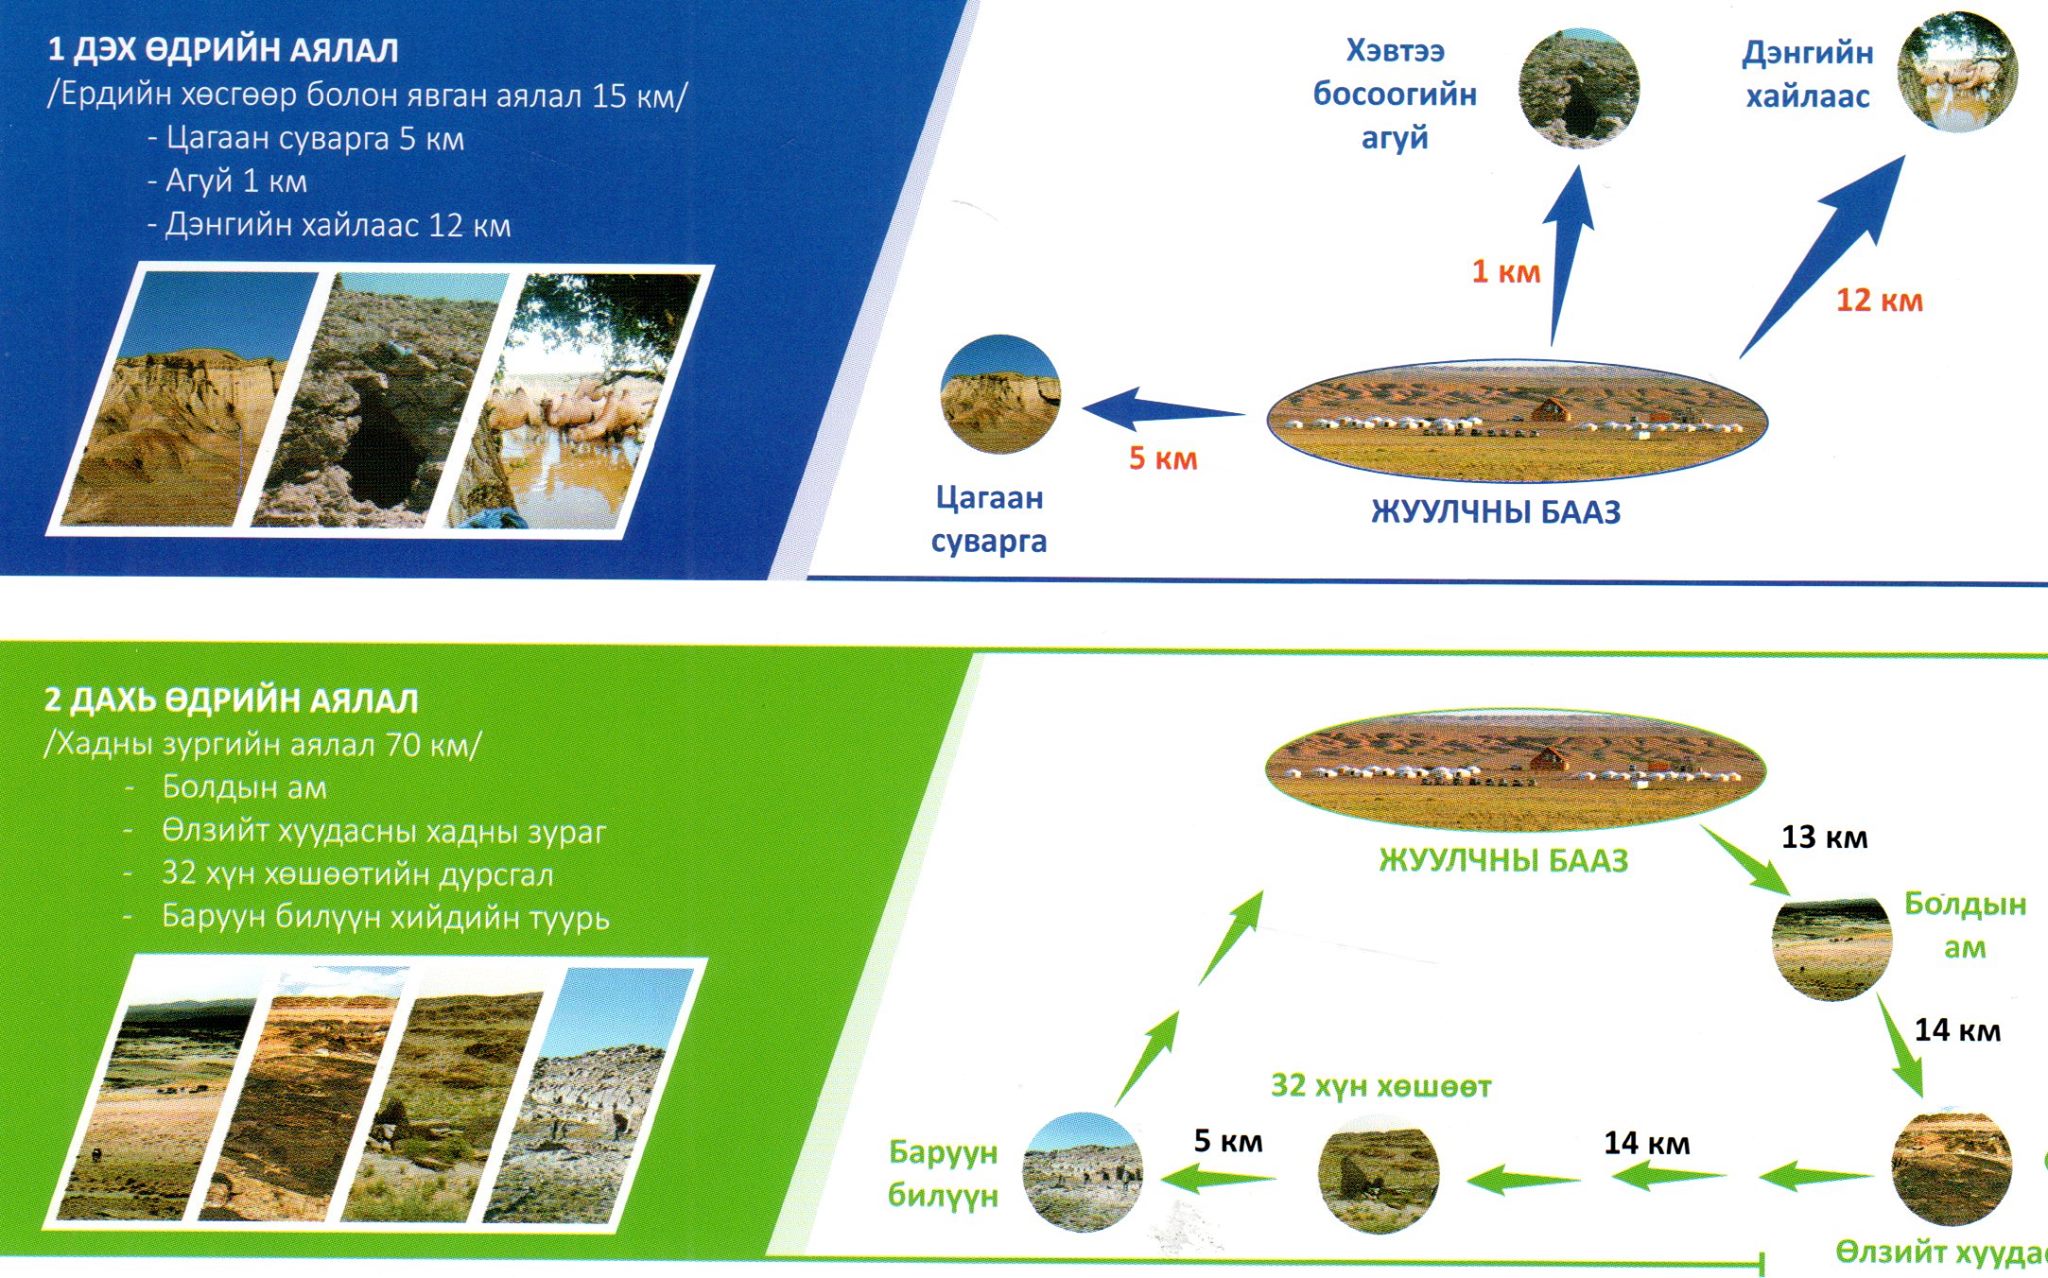 1 ДЭХ ӨДРИЙН АЯЛАЛ
/Ердийн хөсгөөр болон явган аялал 15 км/
- Цагаан суварга 5 км
- Агуй 1 км
- Дэнгийн хайлаас 12 км
Хэвтээ
босоогийн
агуй
Дэнгийн
хайлаас
1 км
12 км
5 км
Цагаан
суварга
ЖУУЛЧНЫ БААЗ
2 ДАХЬ ӨДРИЙН АЯЛАЛ
/Хадны зургийн аялал 70 км/
- Болдын ам
- Өлзийт хуудасны хадны зураг
- 32 хүн хөшөөтийн дурсгал
- Баруун билүүн хийдийн туурь
ЖУУЛЧНЫ БААЗ
13 км
Болдын
ам
14 км
32 хүн хөшөөт
5 км
14 км
Баруун
билүүн
Өлзийт